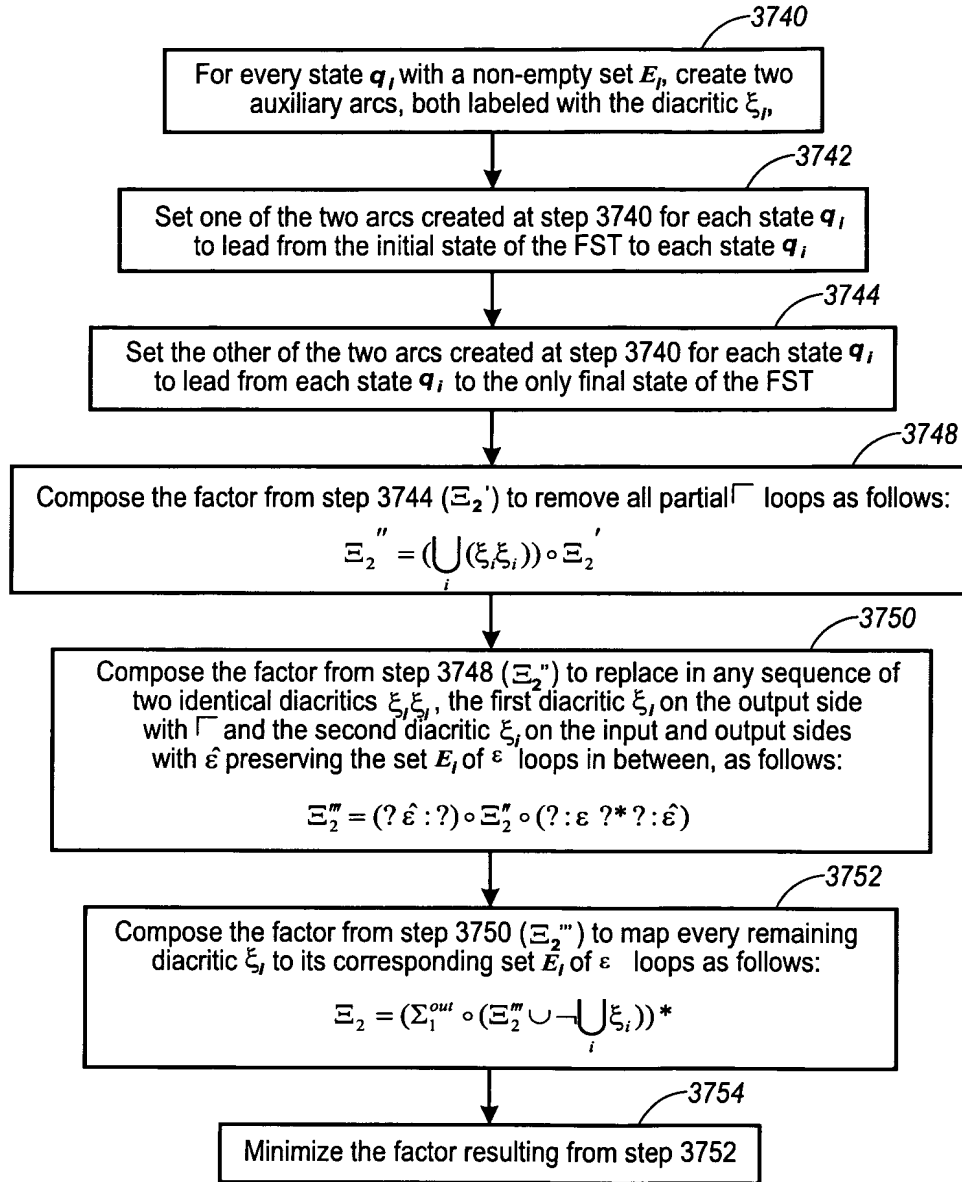 3740
For every state q_i with a non-empty set E_i, create two
auxiliary arcs, both labeled with the diacritic ξ_i,
3742
Set one of the two arcs created at step 3740 for each state q_i
to lead from the initial state of the FST to each state q_i
3744
Set the other of the two arcs created at step 3740 for each state q_i
to lead from each state q_i to the only final state of the FST
3748
Compose the factor from step 3744 (Ξ_2') to remove all partial Γ loops as follows:
Ξ_2'' = (⋃_i (ξ_i ξ_i)) ∘ Ξ_2'
3750
Compose the factor from step 3748 (Ξ_2'') to replace in any sequence of
two identical diacritics ξ_i ξ_i, the first diacritic ξ_i on the output side
with Γ and the second diacritic ξ_i on the input and output sides
with ε̂ preserving the set E_i of ε loops in between, as follows:
Ξ_2''' = (? ε̂ : ?) ∘ Ξ_2'' ∘ (? : ε ?* ? : ε̂)
3752
Compose the factor from step 3750 (Ξ_2''') to map every remaining
diacritic ξ_i to its corresponding set E_i of ε loops as follows:
Ξ_2 = (Σ_1^out ∘ (Ξ_2''' ∪ ¬⋃_i ξ_i))*
3754
Minimize the factor resulting from step 3752